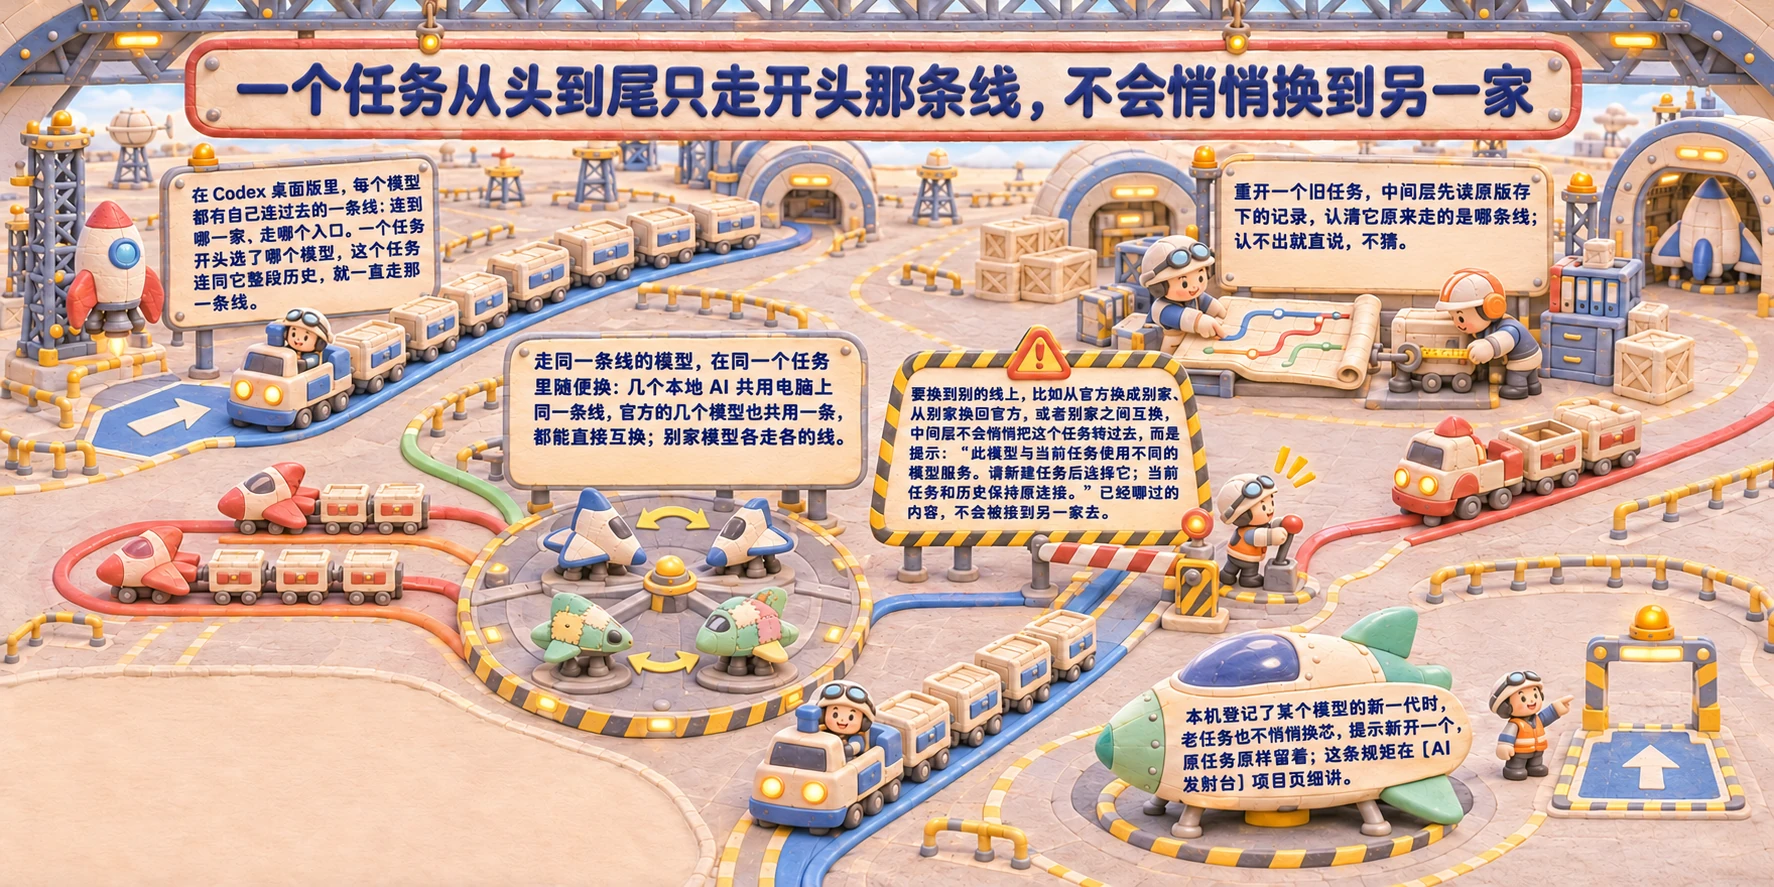 一个任务从头到尾只走开头那条线，不会悄悄换到另一家
在 Codex 桌面版里，每个模型
都有自己连过去的一条线：连到
哪一家、走哪个入口。一个任务
开头选了哪个模型，这个任务
连同它整段历史，就一直走那
一条线。
重开一个旧任务，中间层先读原版存
下的记录，认清它原来走的是哪条线；
认不出就直说，不猜。
走同一条线的模型，在同一个任务
里随便换：几个本地 AI 共用电脑上
同一条线，官方的几个模型也共用一条，
都能直接互换；别家模型各走各的线。
要换到别的线上，比如从官方换成别家、
从别家换回官方，或者别家之间互换，
中间层不会悄悄把这个任务转过去，而是
提示：“此模型与当前任务使用不同的
模型服务。请新建任务后选择它；当前
任务和历史保持原连接。”已经聊过的
内容，不会被接到另一家去。
本机登记了某个模型的新一代时，
老任务也不悄悄换芯，提示新开一个，
原任务原样留着；这条规矩在［AI
发射台］项目页细讲。